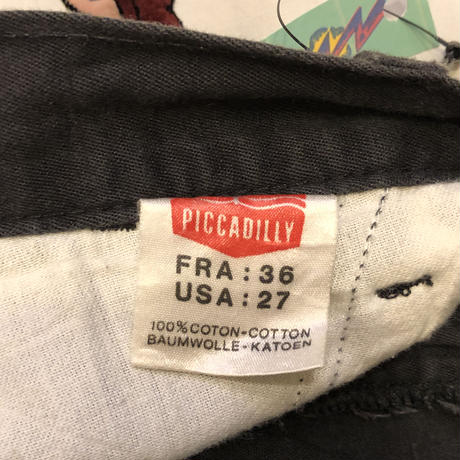 PICCADILLY
FRA : 36
USA : 27
100% COTON-COTTON
BAUMWOLLE-KATOEN